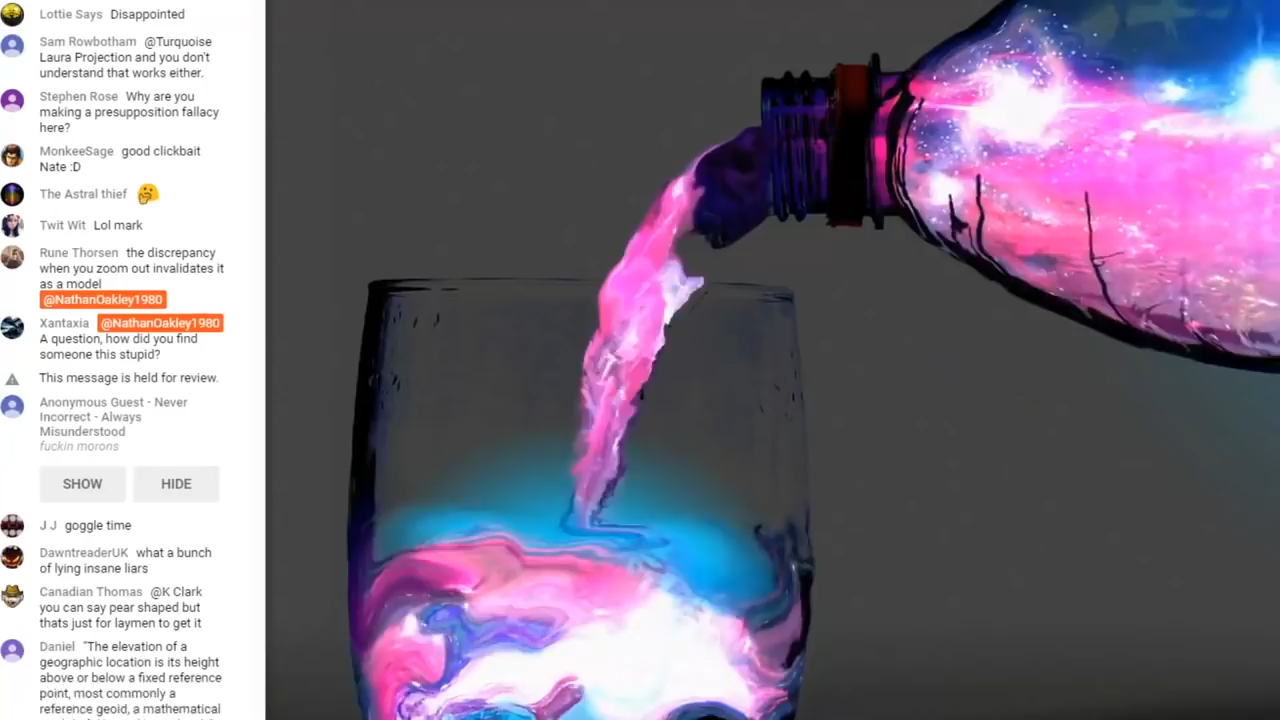 Lottie Says Disappointed
Sam Rowbotham @Turquoise
Laura Projection and you don't
understand that works either.
Stephen Rose Why are you
making a presupposition fallacy
here?
MonkeeSage good clickbait
Nate :D
The Astral thief 🤔
Twit Wit Lol mark
Rune Thorsen the discrepancy
when you zoom out invalidates it
as a model
@NathanOakley1980
Xantaxia @NathanOakley1980
A question, how did you find
someone this stupid?
This message is held for review.
Anonymous Guest - Never
Incorrect - Always
Misunderstood
fuckin morons
SHOW HIDE
J J goggle time
DawntreaderUK what a bunch
of lying insane liars
Canadian Thomas @K Clark
you can say pear shaped but
thats just for laymen to get it
Daniel "The elevation of a
geographic location is its height
above or below a fixed reference
point, most commonly a
reference geoid, a mathematical